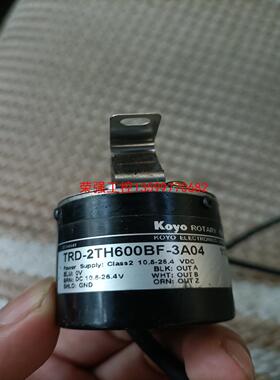 Koyo ROTARY
KOYO ELECTRONICS
TRD-2TH600BF-3A04
Power Supply: Class2 10.8-26.4 VDC
BLU: 0V BLK: OUT A
BRN: DC 10.8-26.4V WHT: OUT B
SHLD: GND ORN: OUT Z